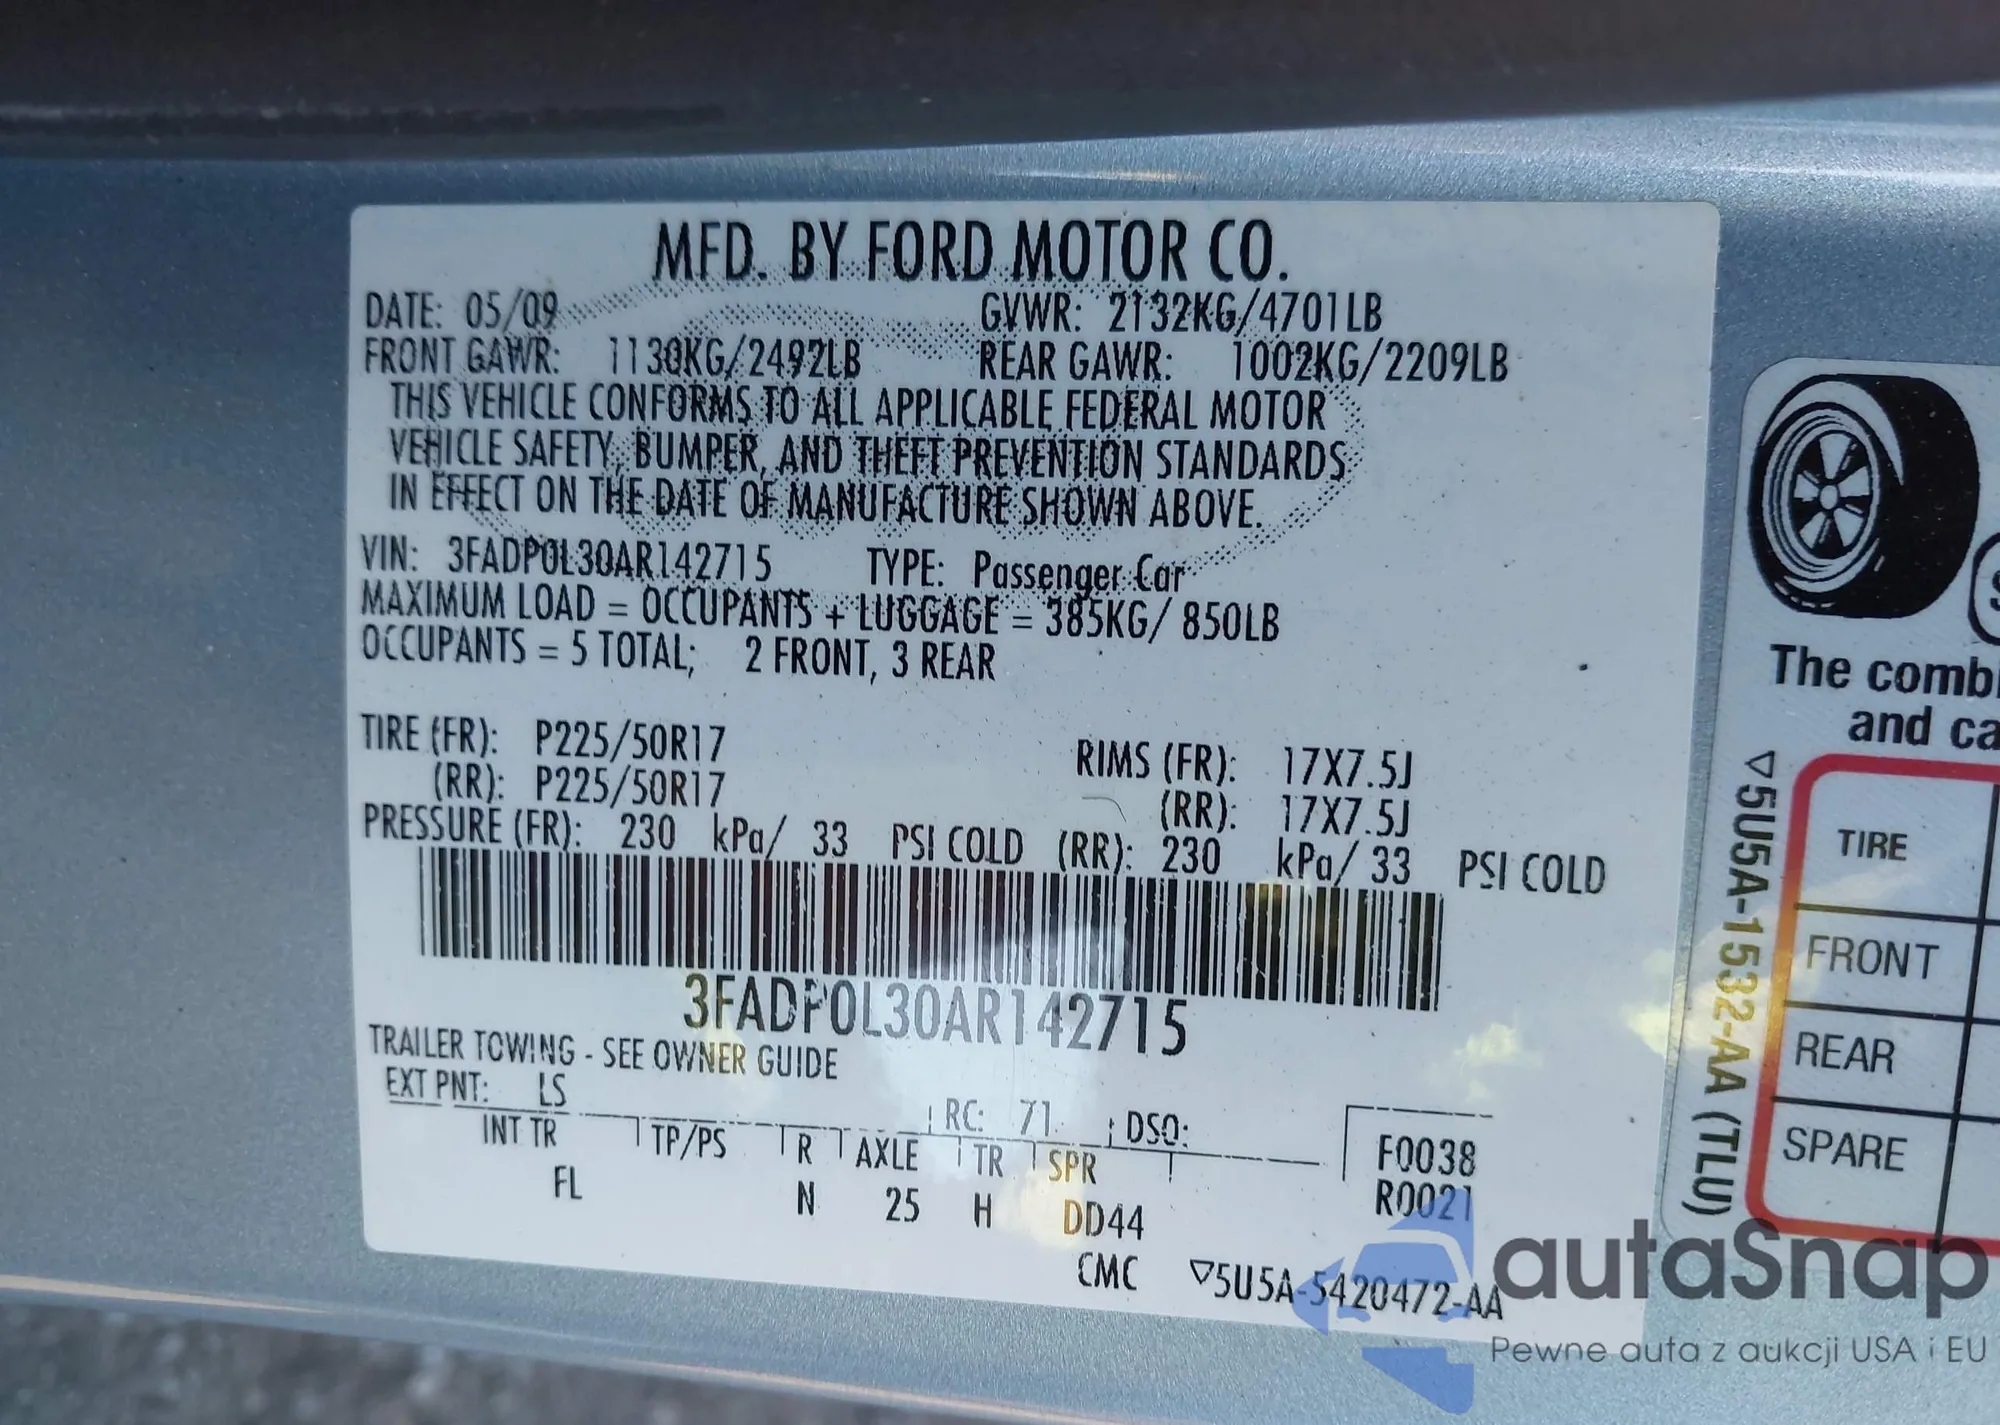 MFD. BY FORD MOTOR CO.
DATE: 05/09 GVWR: 2132KG/4701LB
FRONT GAWR: 1130KG/2492LB REAR GAWR: 1002KG/2209LB
THIS VEHICLE CONFORMS TO ALL APPLICABLE FEDERAL MOTOR
VEHICLE SAFETY, BUMPER, AND THEFT PREVENTION STANDARDS
IN EFFECT ON THE DATE OF MANUFACTURE SHOWN ABOVE.
VIN: 3FADP0L30AR142715 TYPE: Passenger Car
MAXIMUM LOAD = OCCUPANTS + LUGGAGE = 385KG/ 850LB
OCCUPANTS = 5 TOTAL; 2 FRONT, 3 REAR
TIRE (FR): P225/50R17 RIMS (FR): 17X7.5J
(RR): P225/50R17 (RR): 17X7.5J
PRESSURE (FR): 230 kPa/ 33 PSI COLD (RR): 230 kPa/ 33 PSI COLD
3FADP0L30AR142715
TRAILER TOWING - SEE OWNER GUIDE
EXT PNT: LS RC: 71 DSO:
INT TR TP/PS R AXLE TR SPR F0038
FL N 25 H DD44 R0021
CMC ▽5U5A-5420472-AA
The combi
and ca
▽5U5A-1532-AA (TLU)
TIRE
FRONT
REAR
SPARE
autaSnap
Pewne auta z aukcji USA i EU